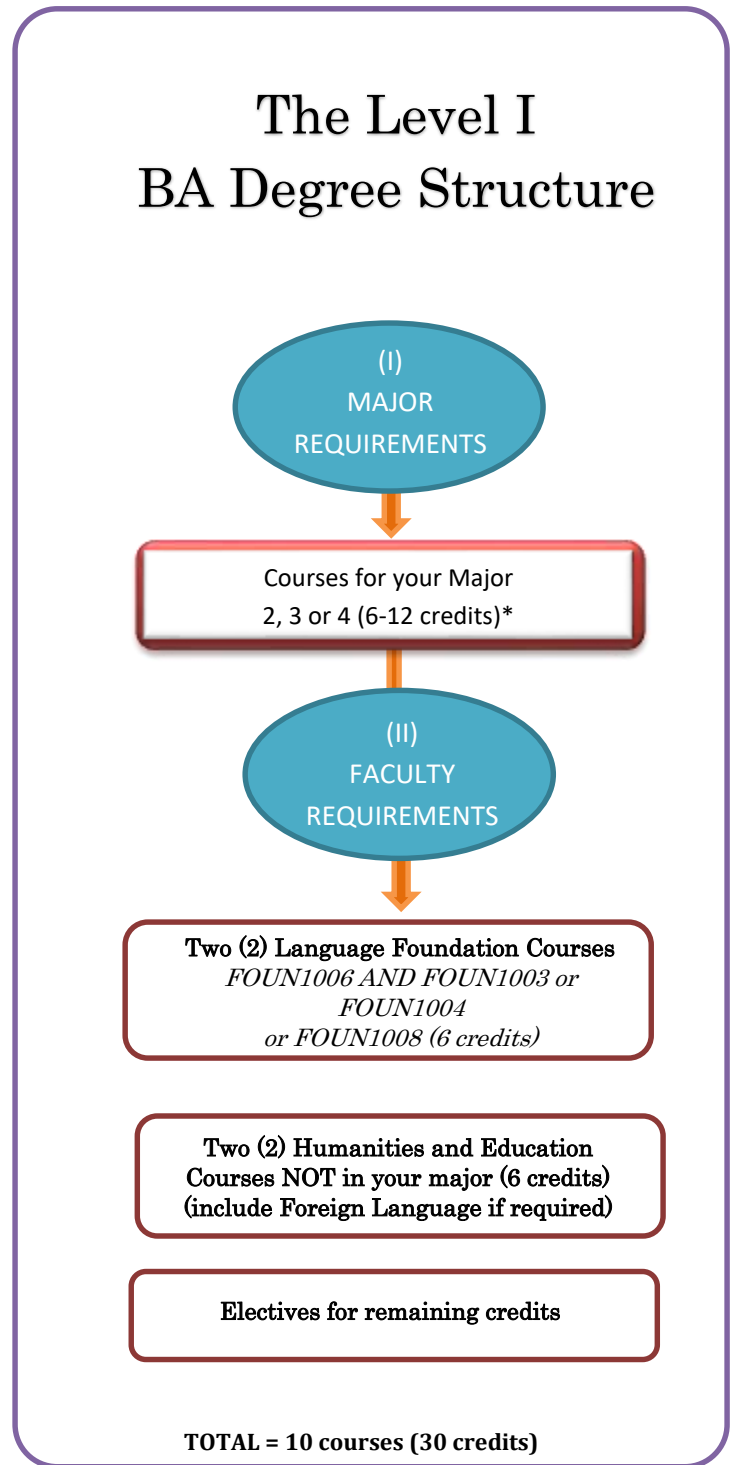 The Level I
BA Degree Structure
(I)
MAJOR
REQUIREMENTS
Courses for your Major
2, 3 or 4 (6-12 credits)*
(II)
FACULTY
REQUIREMENTS
Two (2) Language Foundation Courses
FOUN1006 AND FOUN1003 or
FOUN1004
or FOUN1008 (6 credits)
Two (2) Humanities and Education
Courses NOT in your major (6 credits)
(include Foreign Language if required)
Electives for remaining credits
TOTAL = 10 courses (30 credits)